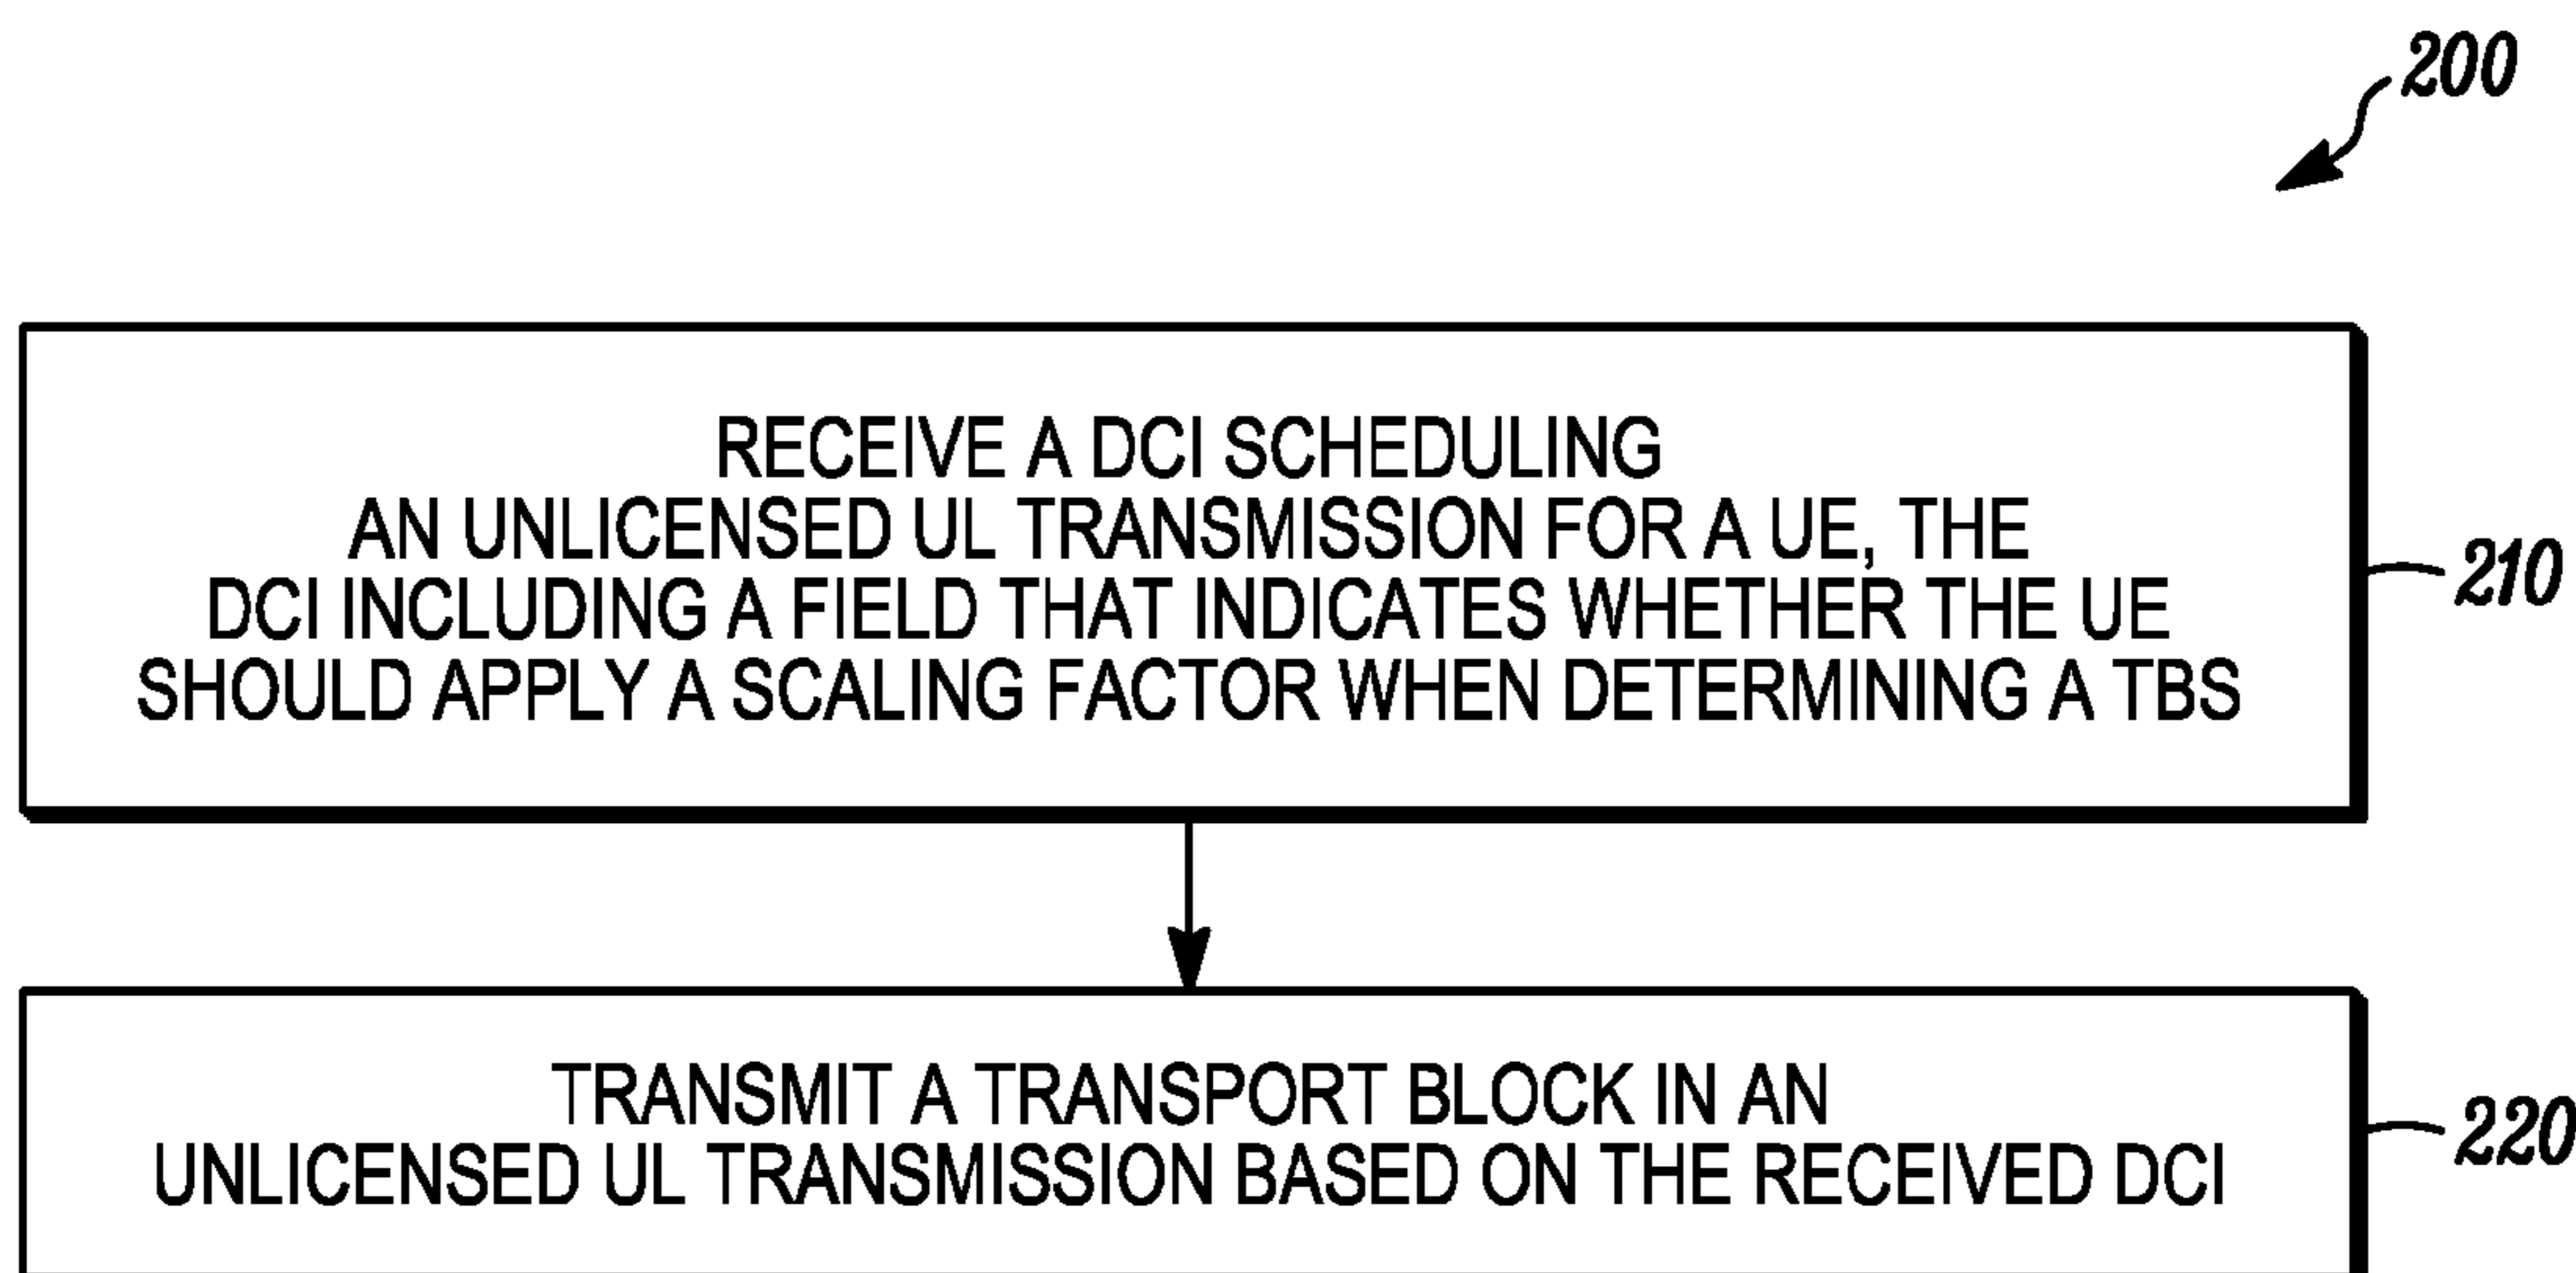 200
RECEIVE A DCI SCHEDULING
AN UNLICENSED UL TRANSMISSION FOR A UE, THE
DCI INCLUDING A FIELD THAT INDICATES WHETHER THE UE
SHOULD APPLY A SCALING FACTOR WHEN DETERMINING A TBS
210
TRANSMIT A TRANSPORT BLOCK IN AN
UNLICENSED UL TRANSMISSION BASED ON THE RECEIVED DCI
220